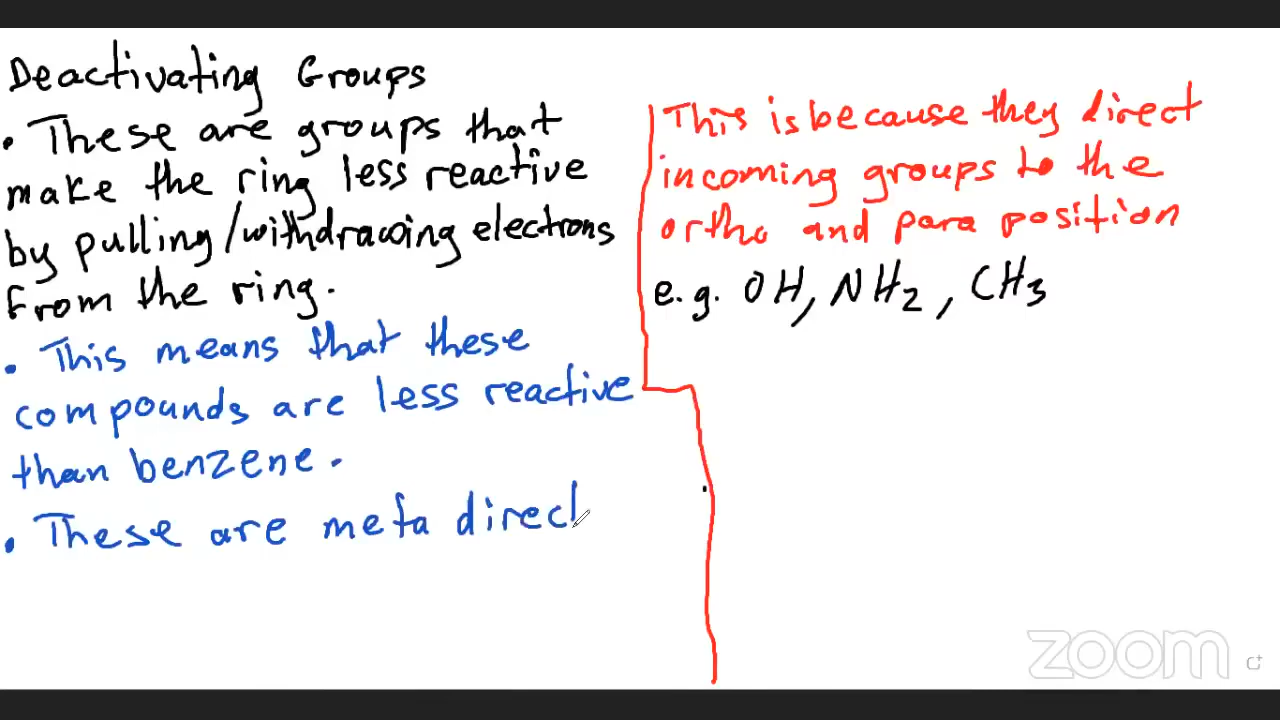 Deactivating Groups
• These are groups that
make the ring less reactive
by pulling/withdrawing electrons
from the ring.
• This means that these
compounds are less reactive
than benzene.
• These are meta direct
This is because they direct
incoming groups to the
ortho and para position
e.g. OH, NH2, CH3
zoom